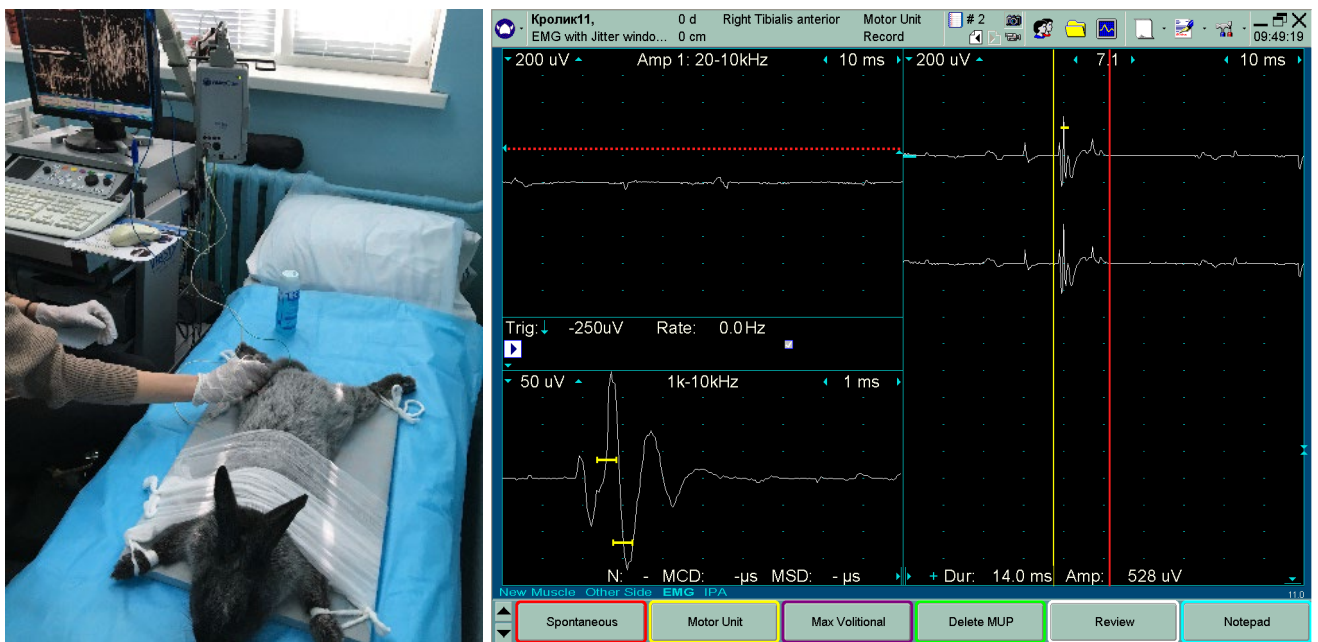 Кролик11, 0 d Right Tibialis anterior Motor Unit # 2
EMG with Jitter windo... 0 cm Record 09:49:19
200 uV Amp 1: 20-10kHz 10 ms 200 uV 7.1 10 ms
Trig: -250uV Rate: 0.0 Hz
50 uV 1k-10kHz 1 ms
N: - MCD: -µs MSD: - µs + Dur: 14.0 ms Amp: 528 uV
New Muscle Other Side EMG IPA 11.0
Spontaneous Motor Unit Max Volitional Delete MUP Review Notepad